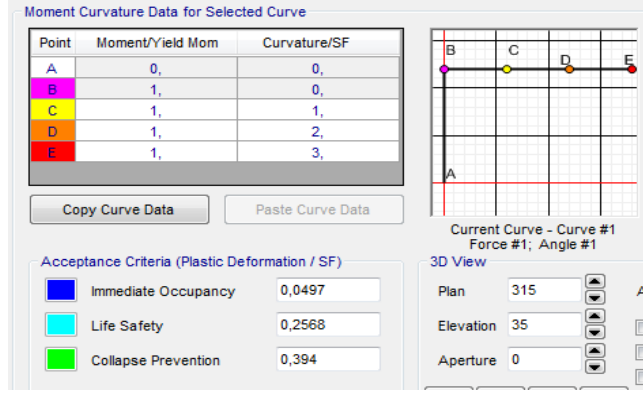 Moment Curvature Data for Selected Curve
Point Moment/Yield Mom Curvature/SF
A 0, 0,
B 1, 0,
C 1, 1,
D 1, 2,
E 1, 3,
B C D E
A
Copy Curve Data Paste Curve Data
Current Curve - Curve #1
Force #1; Angle #1
Acceptance Criteria (Plastic Deformation / SF)
Immediate Occupancy 0,0497
Life Safety 0,2568
Collapse Prevention 0,394
3D View
Plan 315
Elevation 35
Aperture 0